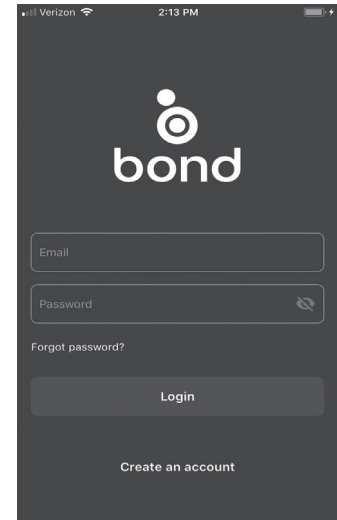 Verizon 2:13 PM
bond
Email
Password
Forgot password?
Login
Create an account